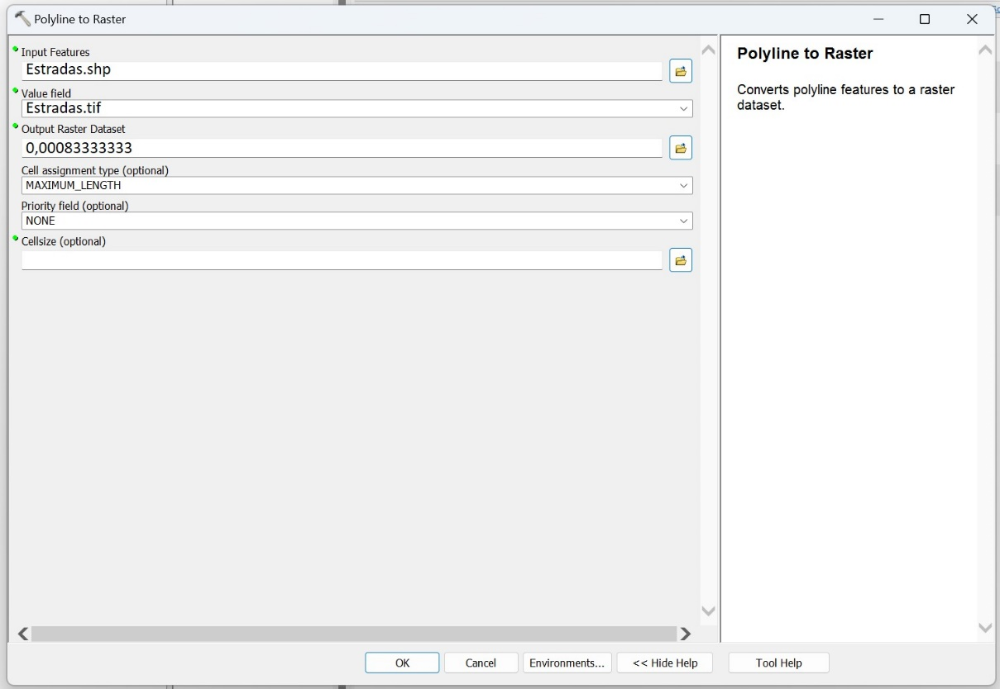 Polyline to Raster
Input Features
Estradas.shp
Value field
Estradas.tif
Output Raster Dataset
0,00083333333
Cell assignment type (optional)
MAXIMUM_LENGTH
Priority field (optional)
NONE
Cellsize (optional)
OK
Cancel
Environments...
<< Hide Help
Polyline to Raster
Converts polyline features to a raster
dataset.
Tool Help